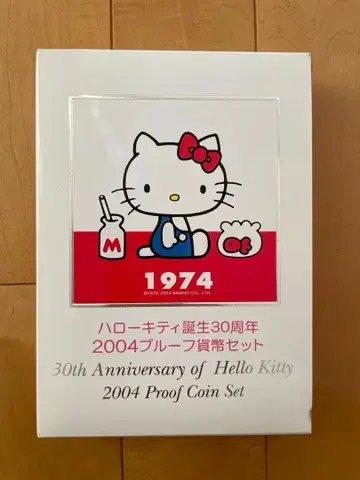 M
1974
©1976, 2004 SANRIO CO., LTD.
ハローキティ誕生30周年
2004プルーフ貨幣セット
30th Anniversary of Hello Kitty
2004 Proof Coin Set